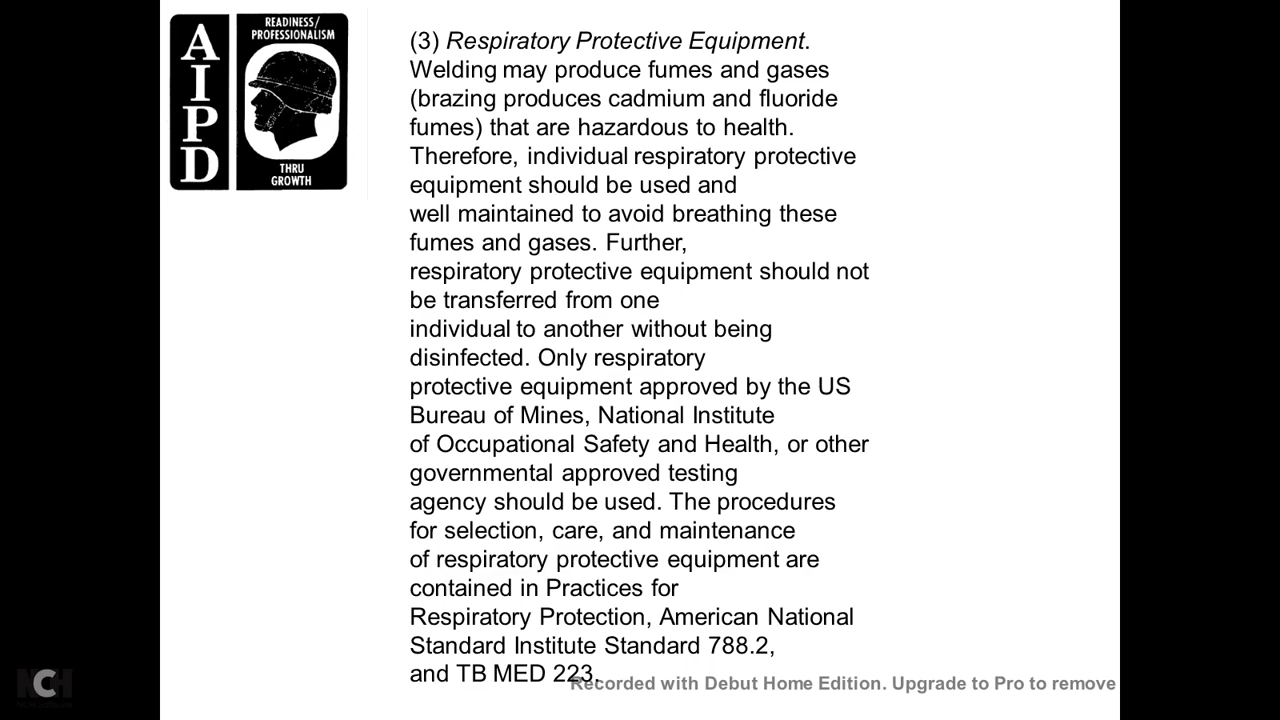 AIPD
READINESS/
PROFESSIONALISM
THRU
GROWTH
(3) Respiratory Protective Equipment.
Welding may produce fumes and gases
(brazing produces cadmium and fluoride
fumes) that are hazardous to health.
Therefore, individual respiratory protective
equipment should be used and
well maintained to avoid breathing these
fumes and gases. Further,
respiratory protective equipment should not
be transferred from one
individual to another without being
disinfected. Only respiratory
protective equipment approved by the US
Bureau of Mines, National Institute
of Occupational Safety and Health, or other
governmental approved testing
agency should be used. The procedures
for selection, care, and maintenance
of respiratory protective equipment are
contained in Practices for
Respiratory Protection, American National
Standard Institute Standard 788.2,
and TB MED 223.
Recorded with Debut Home Edition. Upgrade to Pro to remove
NCH